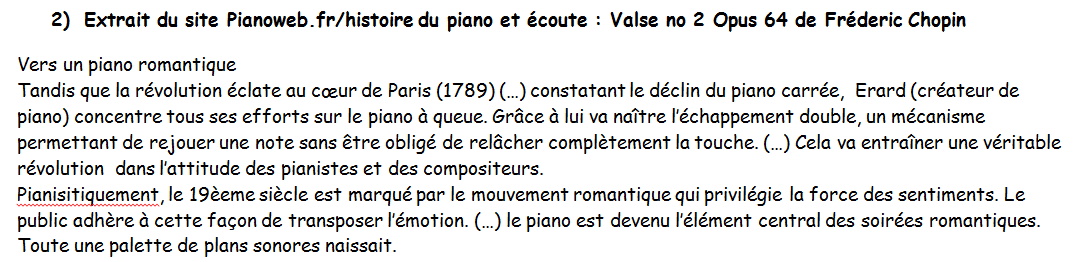 2) Extrait du site Pianoweb.fr/histoire du piano et écoute : Valse no 2 Opus 64 de Fréderic Chopin
Vers un piano romantique
Tandis que la révolution éclate au cœur de Paris (1789) (…) constatant le déclin du piano carrée, Erard (créateur de
piano) concentre tous ses efforts sur le piano à queue. Grâce à lui va naître l’échappement double, un mécanisme
permettant de rejouer une note sans être obligé de relâcher complètement la touche. (…) Cela va entraîner une véritable
révolution dans l’attitude des pianistes et des compositeurs.
Pianisitiquement, le 19èeme siècle est marqué par le mouvement romantique qui privilégie la force des sentiments. Le
public adhère à cette façon de transposer l’émotion. (…) le piano est devenu l’élément central des soirées romantiques.
Toute une palette de plans sonores naissait.